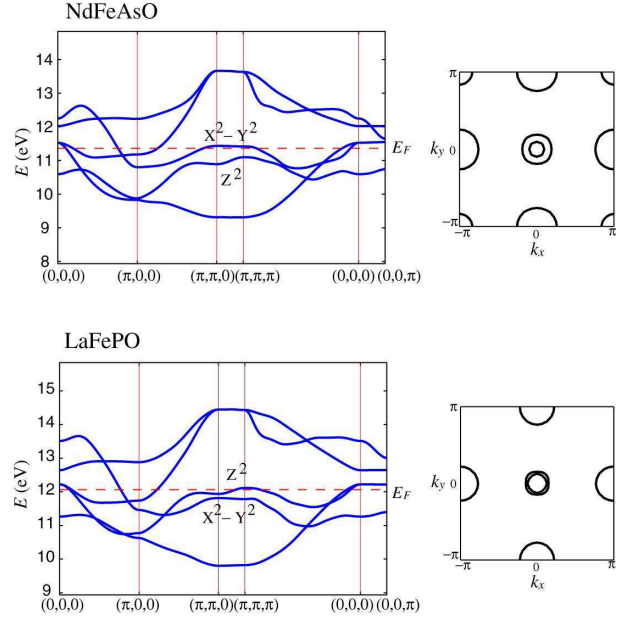 NdFeAsO
14
13
12
11
10
9
8
E (eV)
X²−Y²
Z²
E_F
(0,0,0) (π,0,0) (π,π,0)(π,π,π) (0,0,0) (0,0,π)
π
k_y 0
−π
−π 0 π
k_x
LaFePO
15
14
13
12
11
10
9
E (eV)
Z²
X²−Y²
E_F
(0,0,0) (π,0,0) (π,π,0)(π,π,π) (0,0,0) (0,0,π)
π
k_y 0
−π
−π 0 π
k_x